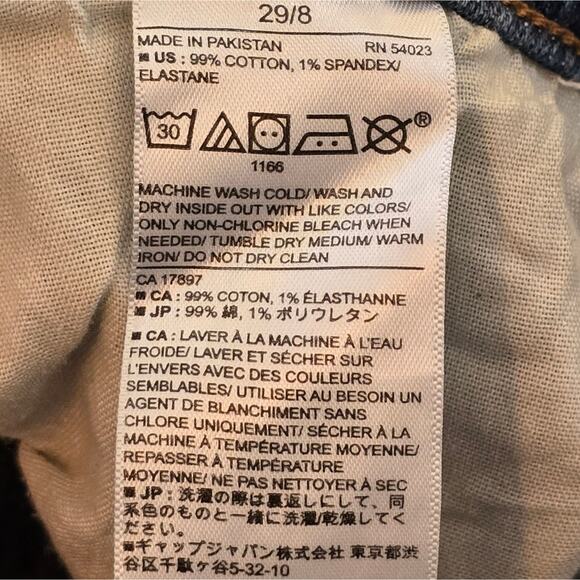 29/8
MADE IN PAKISTAN RN 54023
US : 99% COTTON, 1% SPANDEX/
ELASTANE
30
®
1166
MACHINE WASH COLD/ WASH AND
DRY INSIDE OUT WITH LIKE COLORS/
ONLY NON-CHLORINE BLEACH WHEN
NEEDED/ TUMBLE DRY MEDIUM/ WARM
IRON/ DO NOT DRY CLEAN
CA 17897
CA : 99% COTON, 1% ÉLASTHANNE
JP : 99% 綿, 1% ポリウレタン
CA : LAVER À LA MACHINE À L'EAU
FROIDE/ LAVER ET SÉCHER SUR
L'ENVERS AVEC DES COULEURS
SEMBLABLES/ UTILISER AU BESOIN UN
AGENT DE BLANCHIMENT SANS
CHLORE UNIQUEMENT/ SÉCHER À LA
MACHINE À TEMPÉRATURE MOYENNE/
REPASSER À TEMPÉRATURE
MOYENNE/ NE PAS NETTOYER À SEC
JP : 洗濯の際は裏返しにして、同
系色のものと一緒に洗濯/乾燥してく
ださい。
ギャップジャパン株式会社 東京都渋
谷区千駄ヶ谷5-32-10